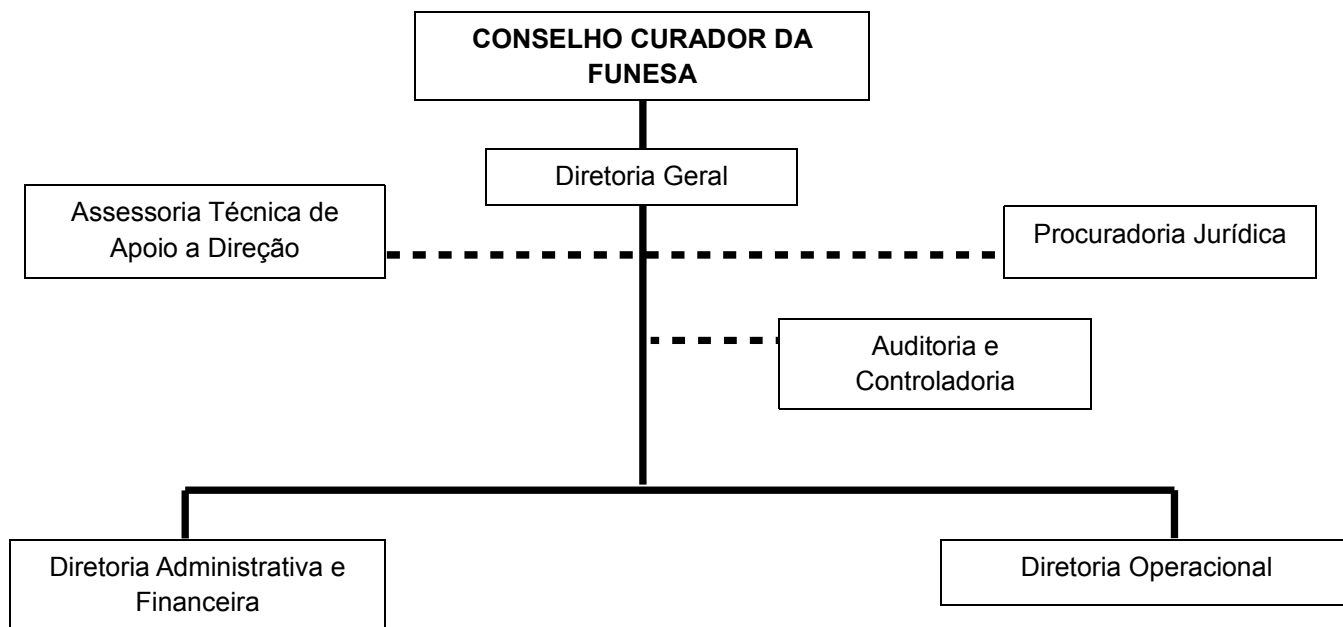 CONSELHO CURADOR DA
FUNESA
Diretoria Geral
Assessoria Técnica de
Apoio a Direção
Procuradoria Jurídica
Auditoria e
Controladoria
Diretoria Administrativa e
Financeira
Diretoria Operacional